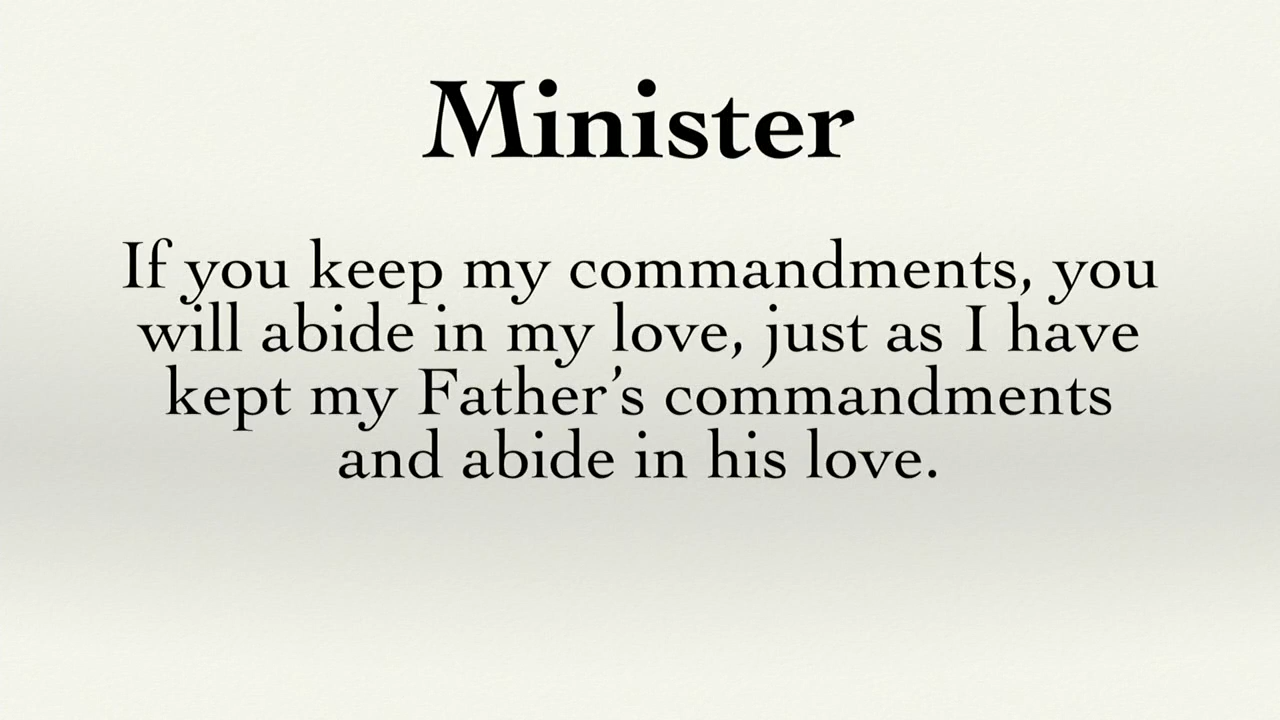 Minister
If you keep my commandments, you
will abide in my love, just as I have
kept my Father’s commandments
and abide in his love.